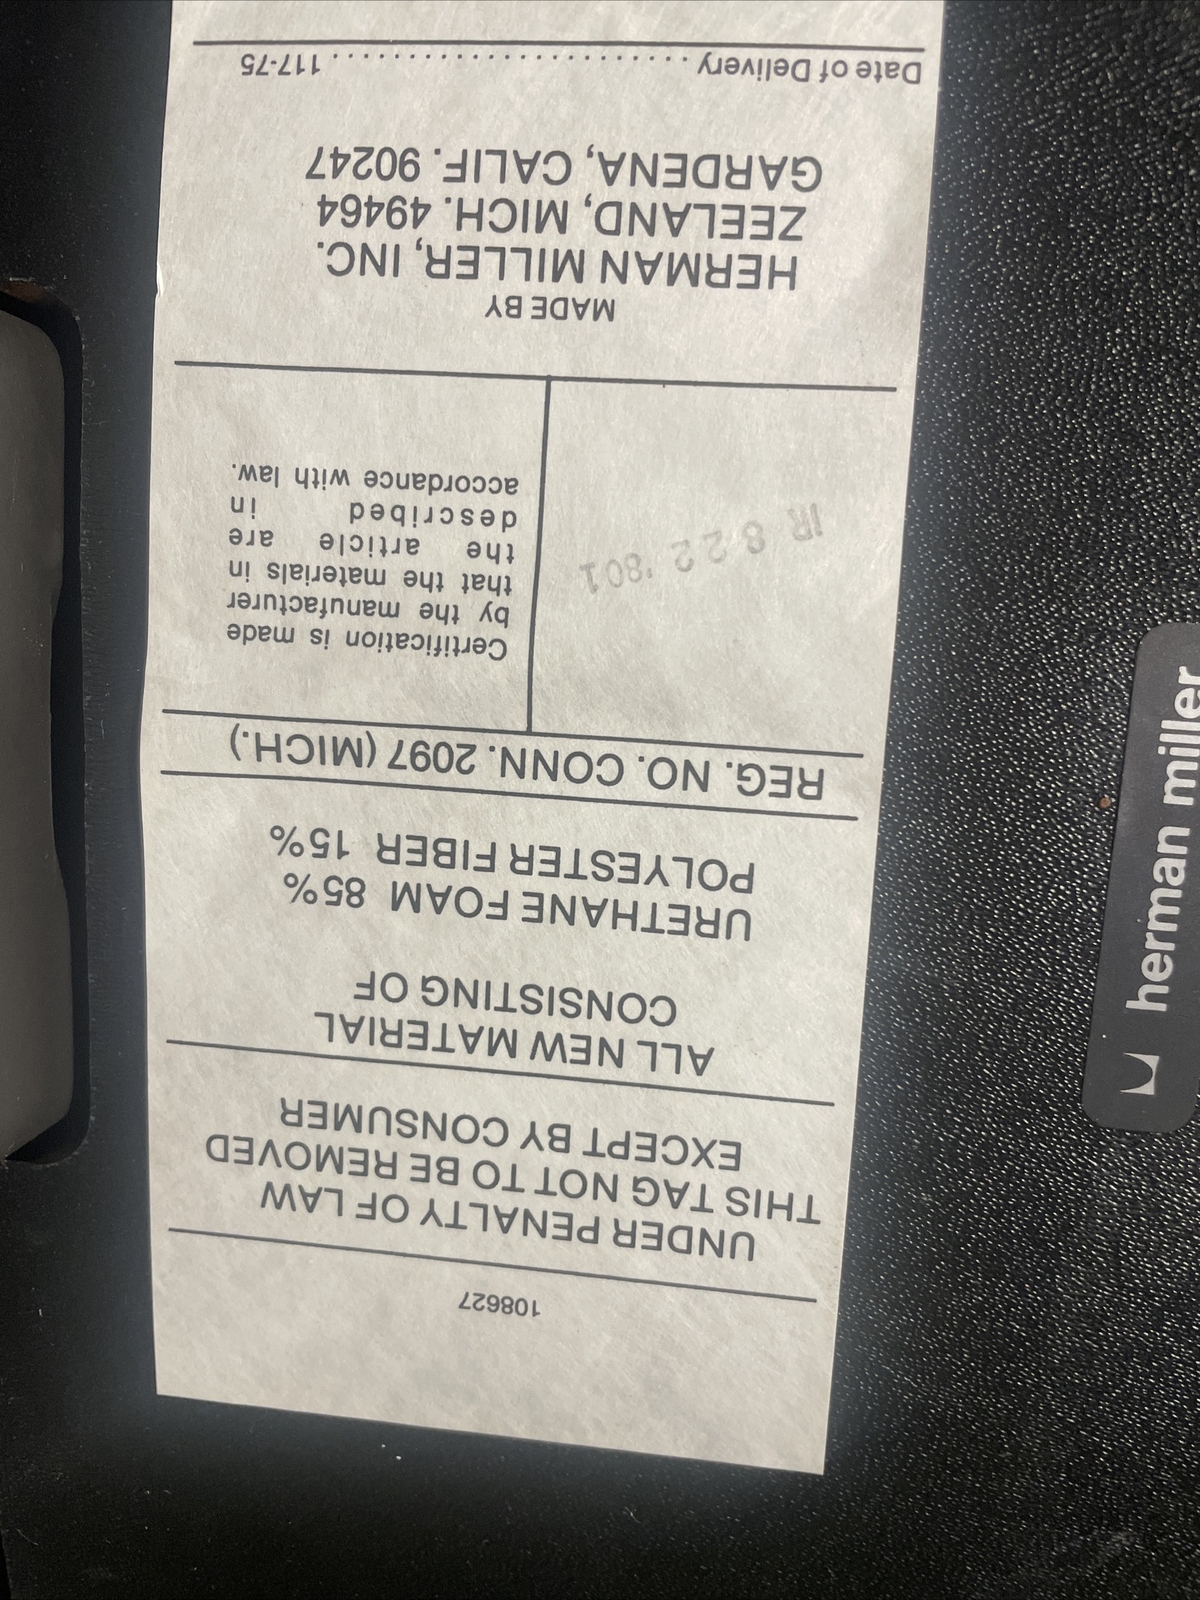 108627
UNDER PENALTY OF LAW
THIS TAG NOT TO BE REMOVED
EXCEPT BY CONSUMER
ALL NEW MATERIAL
CONSISTING OF
URETHANE FOAM 85%
POLYESTER FIBER 15%
REG. NO. CONN. 2097 (MICH.)
IR 8 22 '801
Certification is made
by the manufacturer
that the materials in
the article are
described in
accordance with law.
MADE BY
HERMAN MILLER, INC.
ZEELAND, MICH. 49464
GARDENA, CALIF. 90247
Date of Delivery ........................ 117-75
herman miller